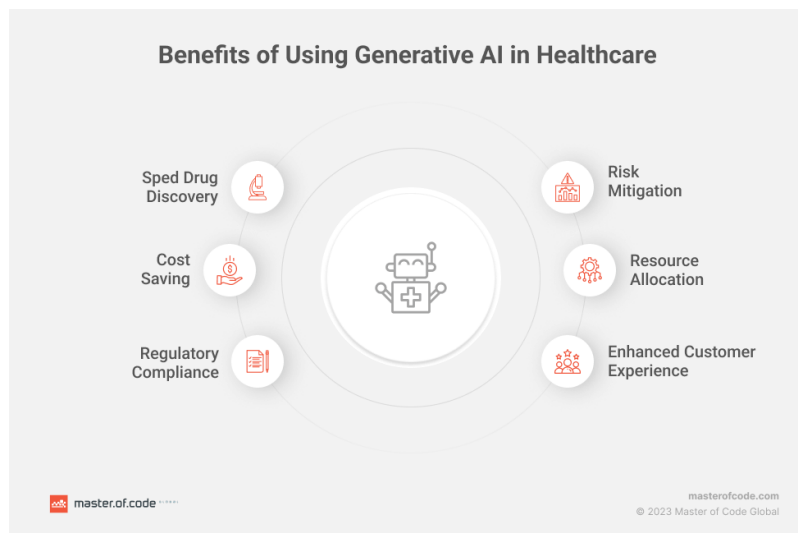 Benefits of Using Generative AI in Healthcare
Sped Drug
Discovery
Cost
Saving
Regulatory
Compliance
Risk
Mitigation
Resource
Allocation
Enhanced Customer
Experience
master.of.code GLOBAL
masterofcode.com
© 2023 Master of Code Global